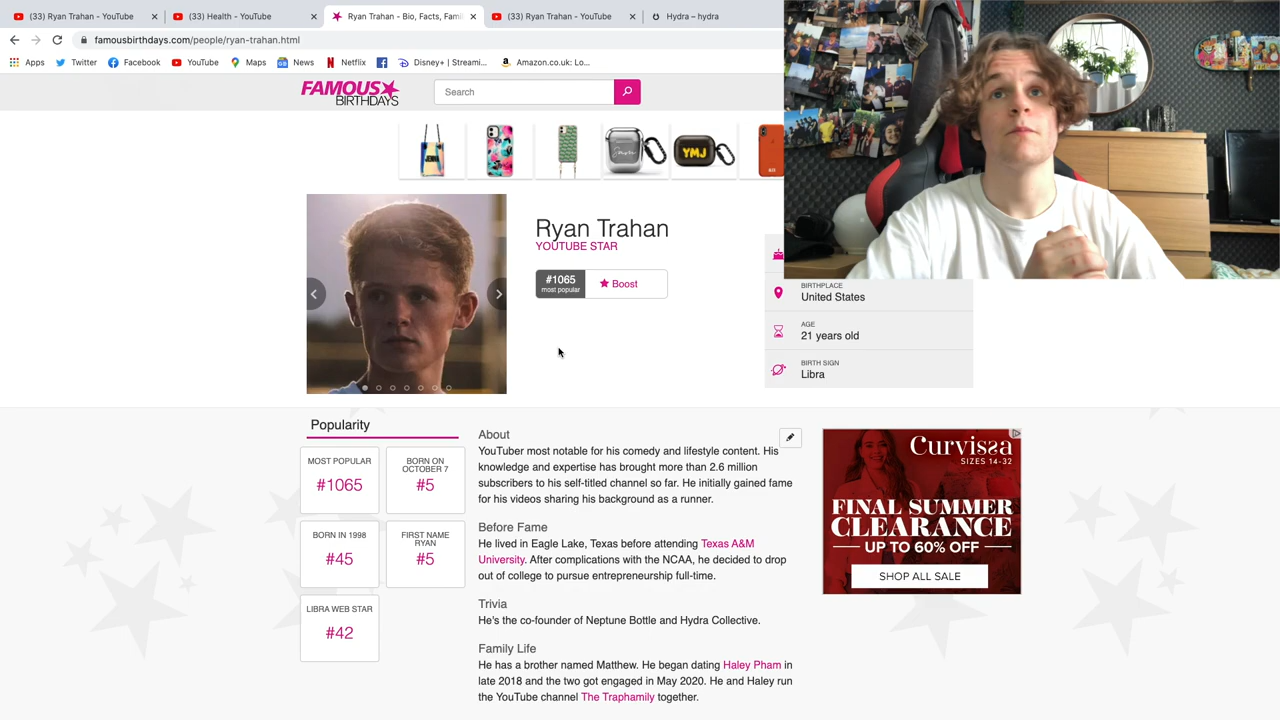 (33) Ryan Trahan - YouTube
(33) Health - YouTube
Ryan Trahan - Bio, Facts, Fami
(33) Ryan Trahan - YouTube
Hydra – hydra
famousbirthdays.com/people/ryan-trahan.html
Apps
Twitter
Facebook
YouTube
Maps
News
Netflix
Disney+ | Streami...
Amazon.co.uk: Lo...
FAMOUS
BIRTHDAYS
Search
YMJ
Ryan Trahan
YOUTUBE STAR
#1065
most popular
Boost
BIRTHPLACE
United States
AGE
21 years old
BIRTH SIGN
Libra
Popularity
MOST POPULAR
#1065
BORN ON
OCTOBER 7
#5
BORN IN 1998
#45
FIRST NAME
RYAN
#5
LIBRA WEB STAR
#42
About
YouTuber most notable for his comedy and lifestyle content. His
knowledge and expertise has brought more than 2.6 million
subscribers to his self-titled channel so far. He initially gained fame
for his videos sharing his background as a runner.
Before Fame
He lived in Eagle Lake, Texas before attending Texas A&M
University. After complications with the NCAA, he decided to drop
out of college to pursue entrepreneurship full-time.
Trivia
He's the co-founder of Neptune Bottle and Hydra Collective.
Family Life
He has a brother named Matthew. He began dating Haley Pham in
late 2018 and the two got engaged in May 2020. He and Haley run
the YouTube channel The Traphamily together.
Curvissa
SIZES 14-32
FINAL SUMMER
CLEARANCE
UP TO 60% OFF
SHOP ALL SALE